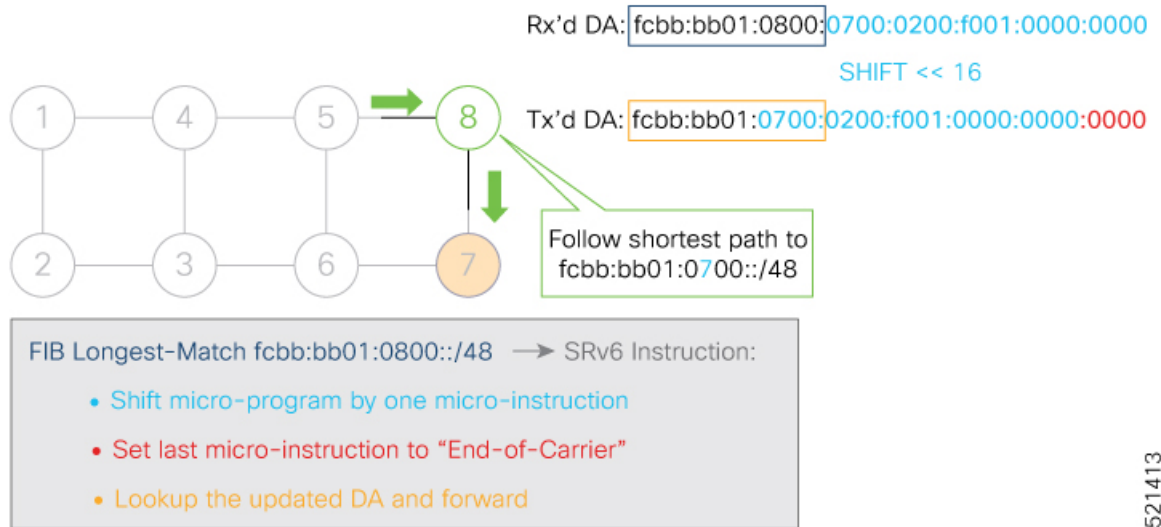 Rx'd DA: fcbb:bb01:0800:0700:0200:f001:0000:0000
SHIFT << 16
Tx'd DA: fcbb:bb01:0700:0200:f001:0000:0000:0000
1
4
5
8
2
3
6
7
Follow shortest path to
fcbb:bb01:0700::/48
FIB Longest-Match fcbb:bb01:0800::/48 → SRv6 Instruction:
• Shift micro-program by one micro-instruction
• Set last micro-instruction to “End-of-Carrier”
• Lookup the updated DA and forward
521413